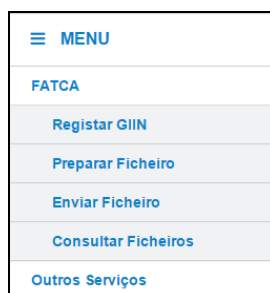 MENU
FATCA
Registar GIIN
Preparar Ficheiro
Enviar Ficheiro
Consultar Ficheiros
Outros Serviços